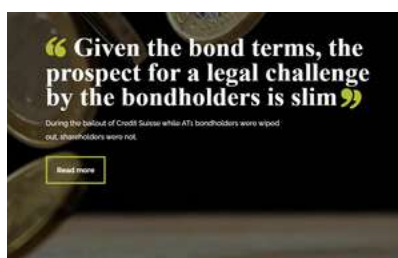 “ Given the bond terms, the
prospect for a legal challenge
by the bondholders is slim ”
During the bailout of Credit Suisse while ATs bondholders were wiped
out, shareholders were not.
Read more